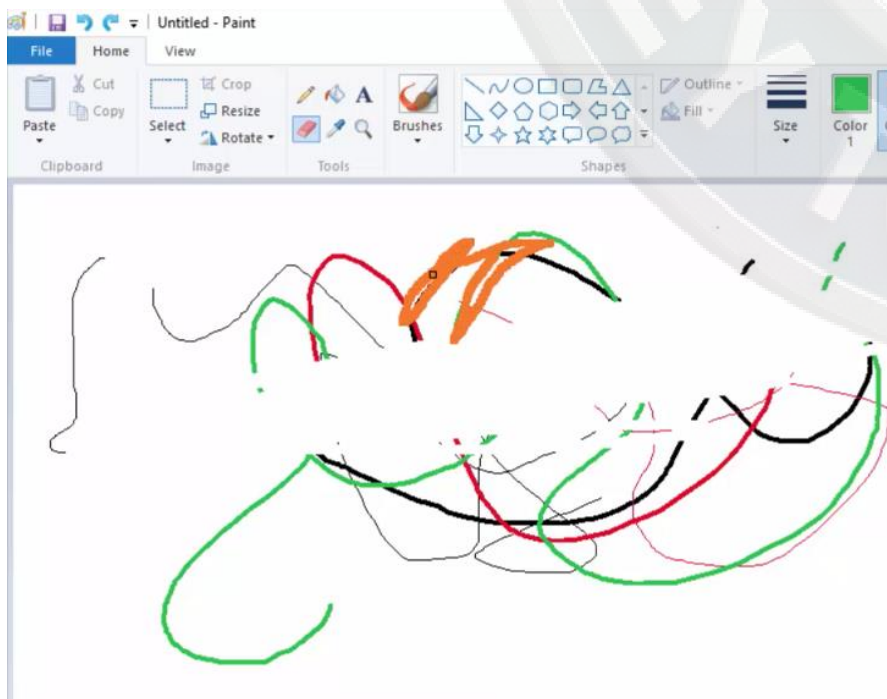 Untitled - Paint
File Home View
Paste Cut Copy Select Crop Resize Rotate A Brushes Outline Fill Size Color 1
Clipboard Image Tools Shapes